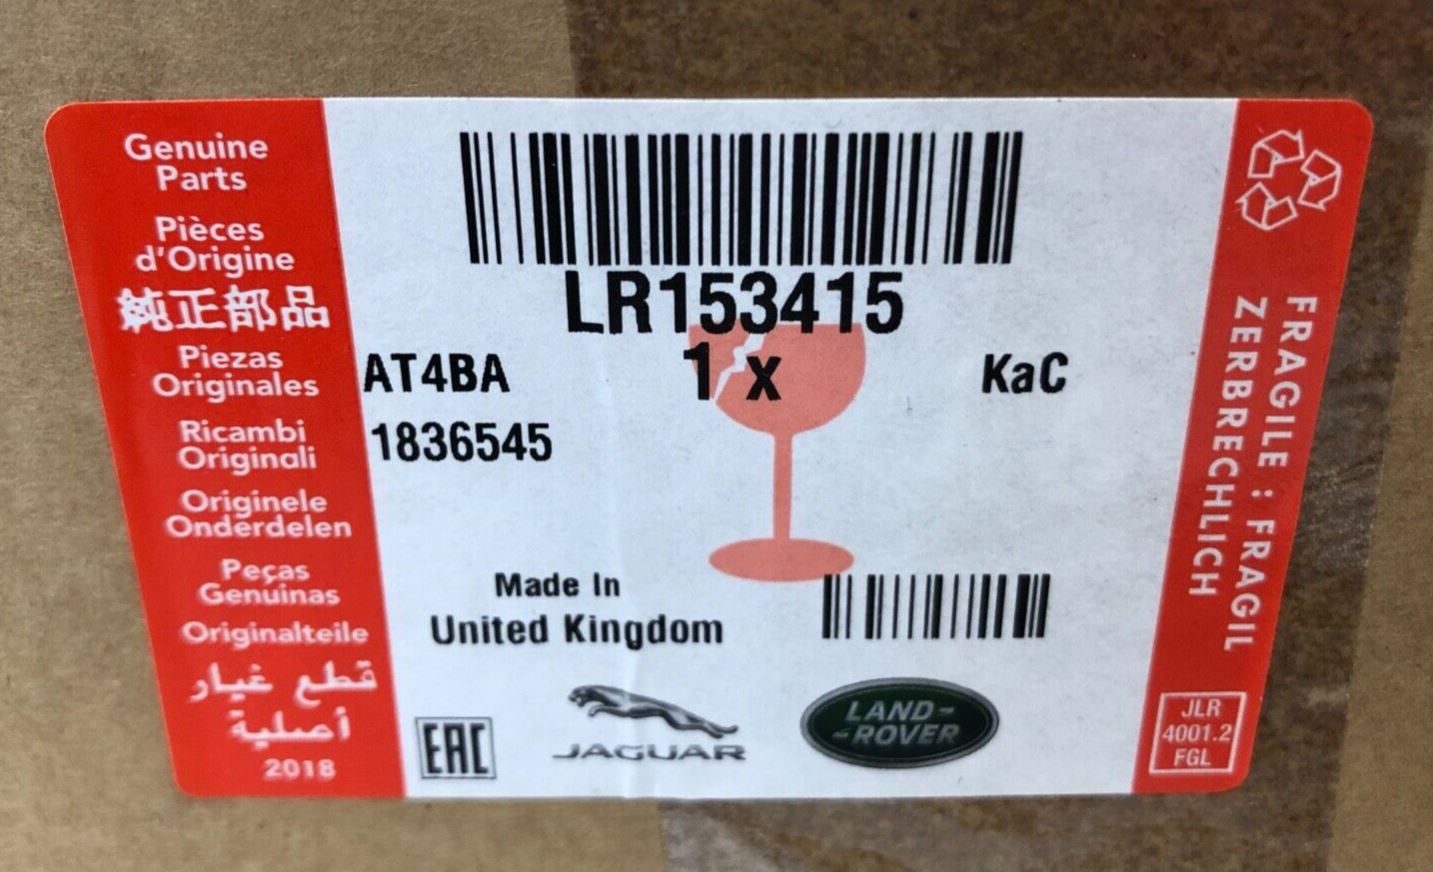 Genuine
Parts
Pièces
d'Origine
純正部品
Piezas
Originales
Ricambi
Originali
Originele
Onderdelen
Peças
Genuinas
Originalteile
قطع غيار
أصلية
2018
LR153415
AT4BA
1 x
KaC
1836545
Made In
United Kingdom
EAC
JAGUAR
LAND-
-ROVER
FRAGILE : FRAGIL
ZERBRECHLICH
JLR
4001.2
FGL